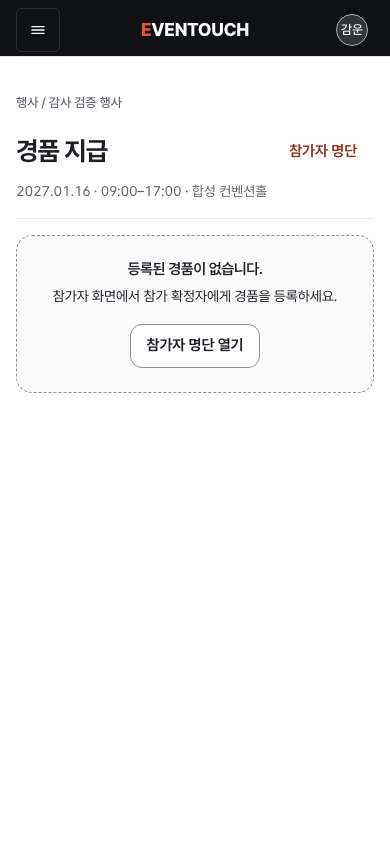 EVENTOUCH
감운
행사 / 감사 검증 행사
경품 지급
참가자 명단
2027.01.16 · 09:00–17:00 · 합성 컨벤션홀
등록된 경품이 없습니다.
참가자 화면에서 참가 확정자에게 경품을 등록하세요.
참가자 명단 열기